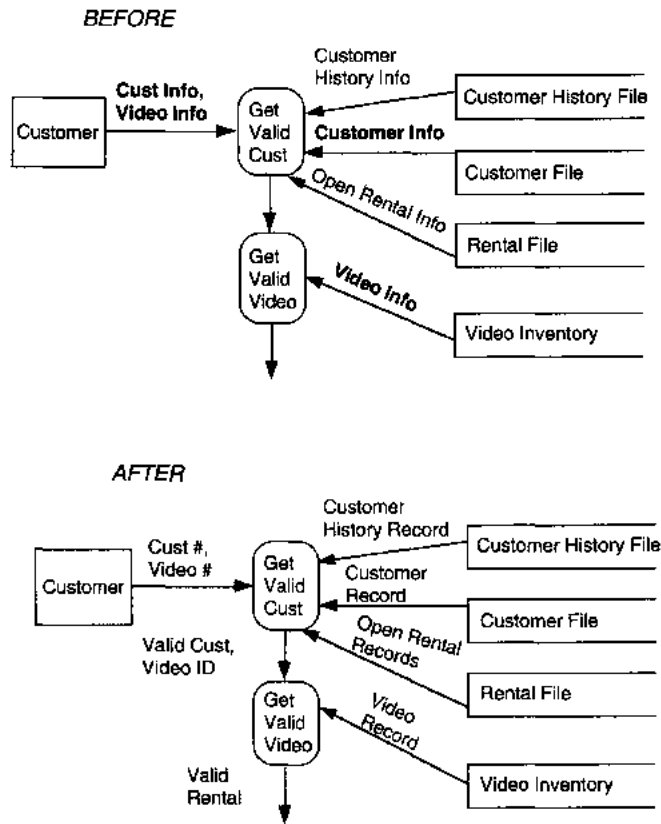 BEFORE
Customer
History Info
Cust Info,
Video Info
Customer
Get
Valid
Cust
Customer History File
Customer Info
Customer File
Open Rental Info
Rental File
Get
Valid
Video
Video Info
Video Inventory
AFTER
Customer
History Record
Cust #,
Video #
Customer
Get
Valid
Cust
Customer History File
Customer
Record
Customer File
Open Rental
Records
Valid Cust,
Video ID
Rental File
Get
Valid
Video
Video
Record
Valid
Rental
Video Inventory